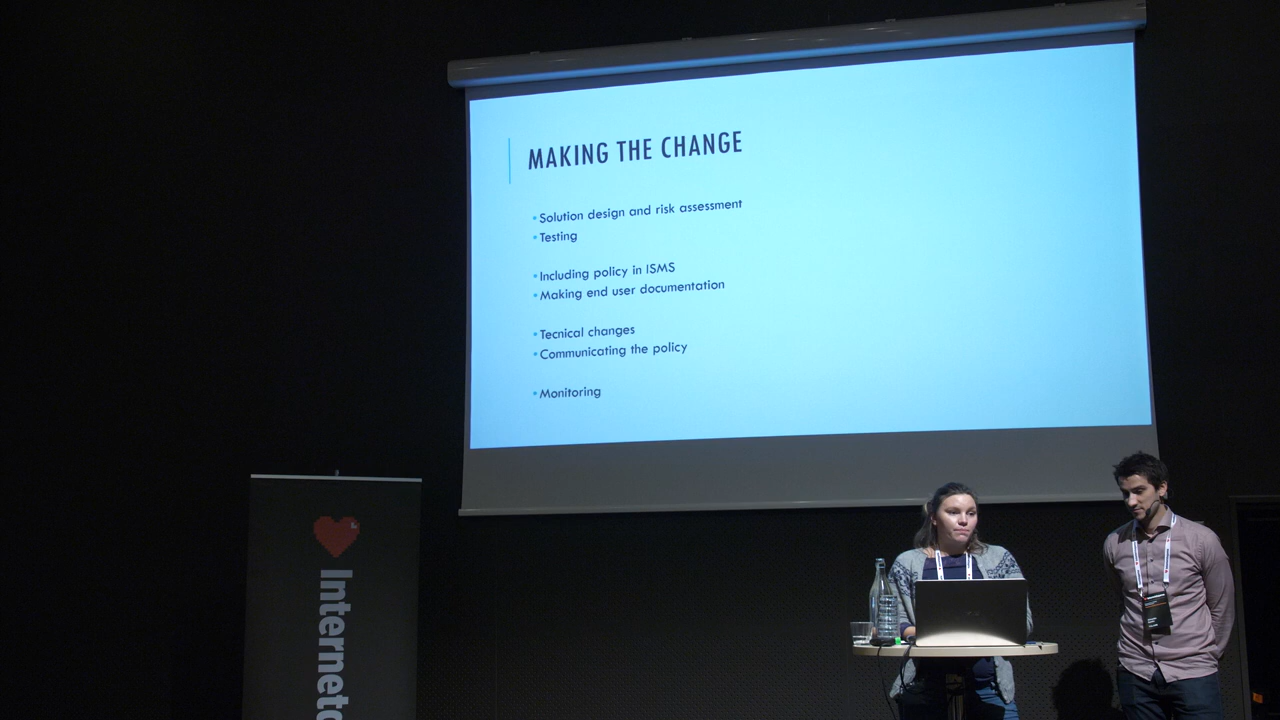 MAKING THE CHANGE
Solution design and risk assessment
Testing
Including policy in ISMS
Making end user documentation
Tecnical changes
Communicating the policy
Monitoring